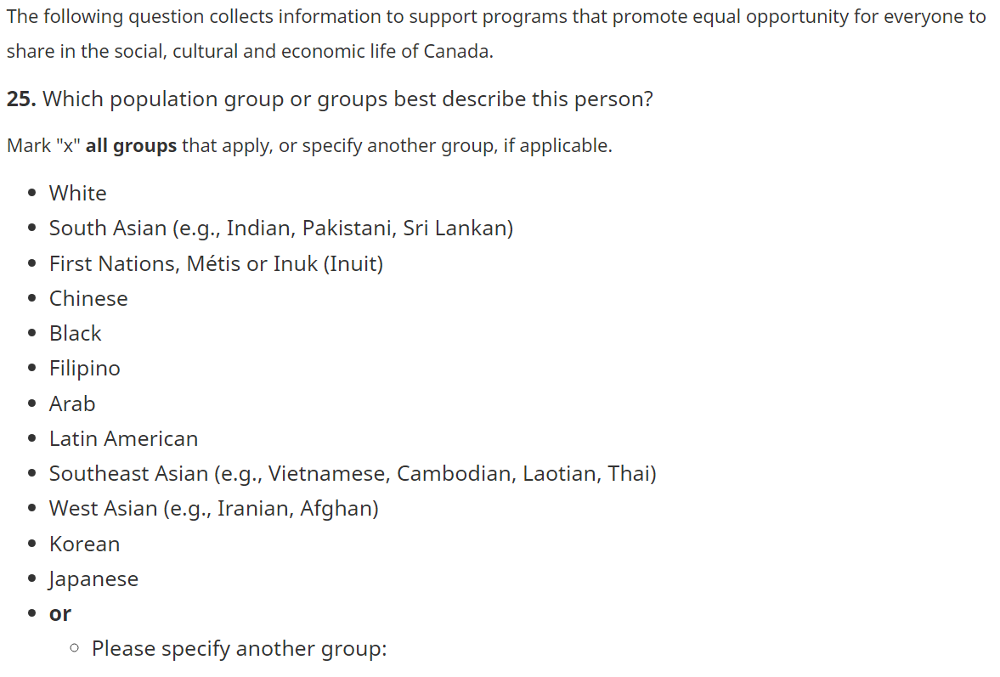 The following question collects information to support programs that promote equal opportunity for everyone to
share in the social, cultural and economic life of Canada.
25. Which population group or groups best describe this person?
Mark "x" all groups that apply, or specify another group, if applicable.
White
South Asian (e.g., Indian, Pakistani, Sri Lankan)
First Nations, Métis or Inuk (Inuit)
Chinese
Black
Filipino
Arab
Latin American
Southeast Asian (e.g., Vietnamese, Cambodian, Laotian, Thai)
West Asian (e.g., Iranian, Afghan)
Korean
Japanese
or
Please specify another group: